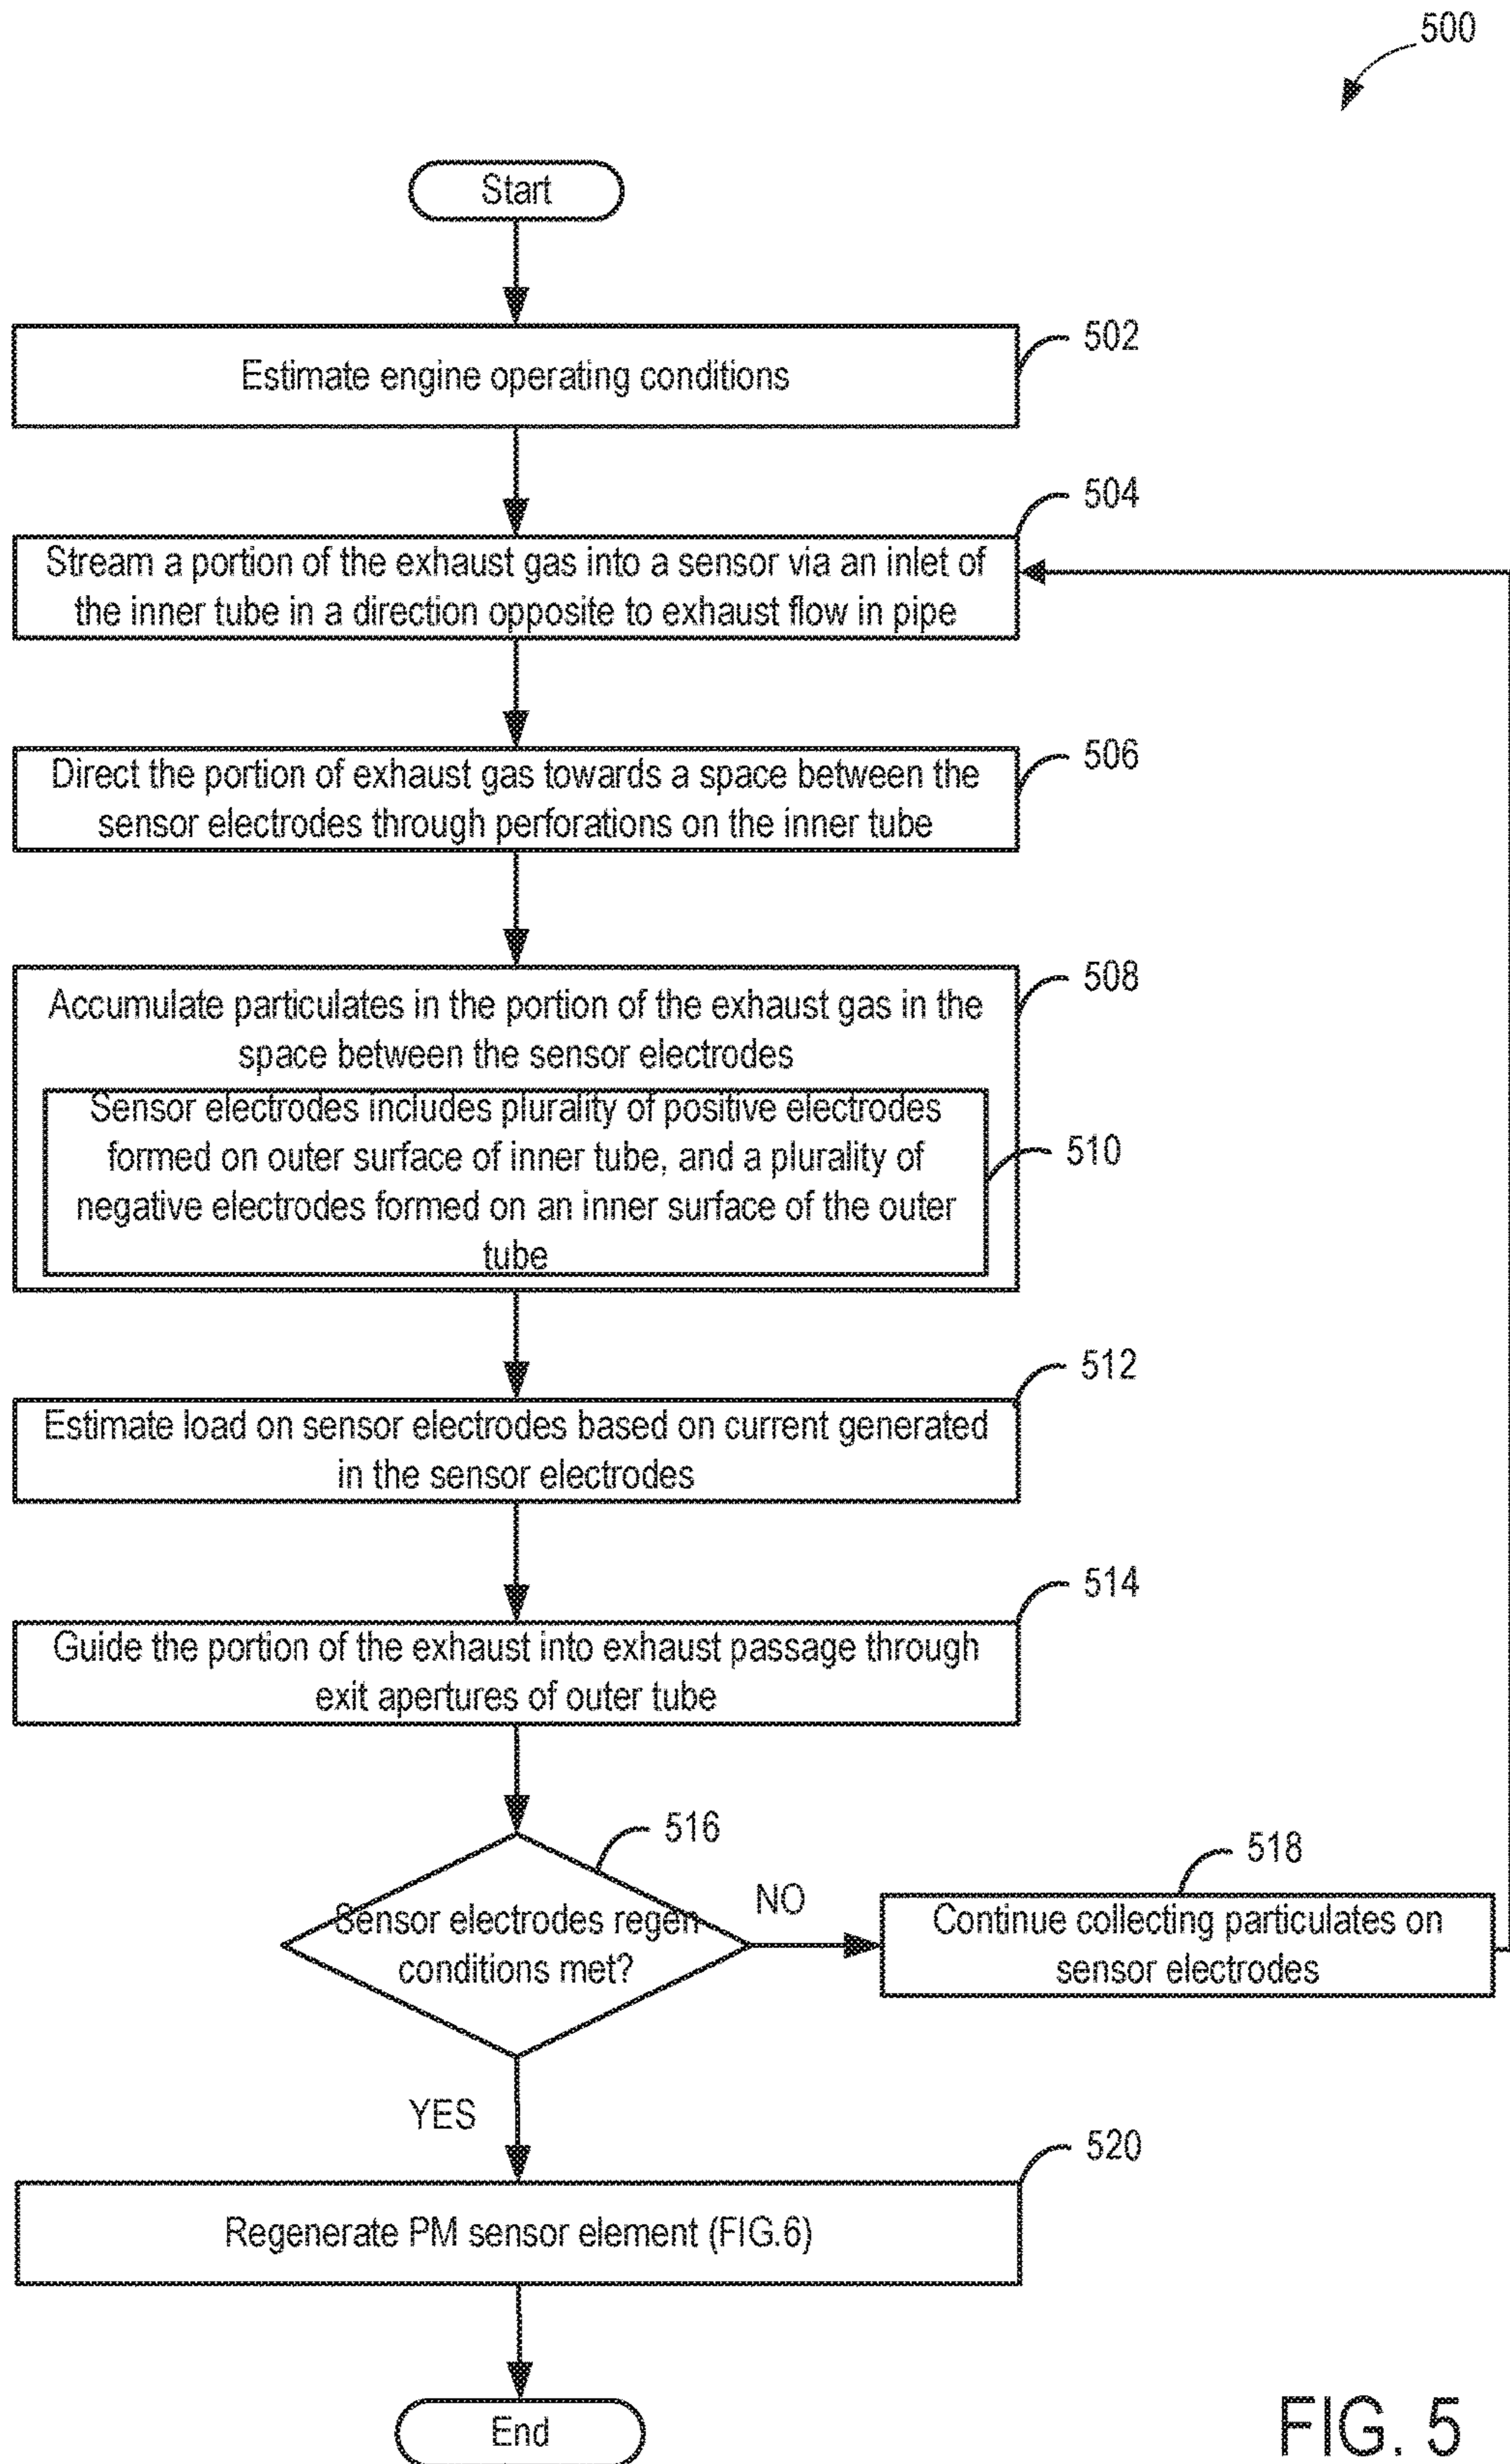 500
Start
502
Estimate engine operating conditions
504
Stream a portion of the exhaust gas into a sensor via an inlet of
the inner tube in a direction opposite to exhaust flow in pipe
506
Direct the portion of exhaust gas towards a space between the
sensor electrodes through perforations on the inner tube
508
Accumulate particulates in the portion of the exhaust gas in the
space between the sensor electrodes
Sensor electrodes includes plurality of positive electrodes
formed on outer surface of inner tube, and a plurality of
negative electrodes formed on an inner surface of the outer
tube
510
512
Estimate load on sensor electrodes based on current generated
in the sensor electrodes
514
Guide the portion of the exhaust into exhaust passage through
exit apertures of outer tube
516
Sensor electrodes regen
conditions met?
NO
518
Continue collecting particulates on
sensor electrodes
YES
520
Regenerate PM sensor element (FIG.6)
End
FIG. 5